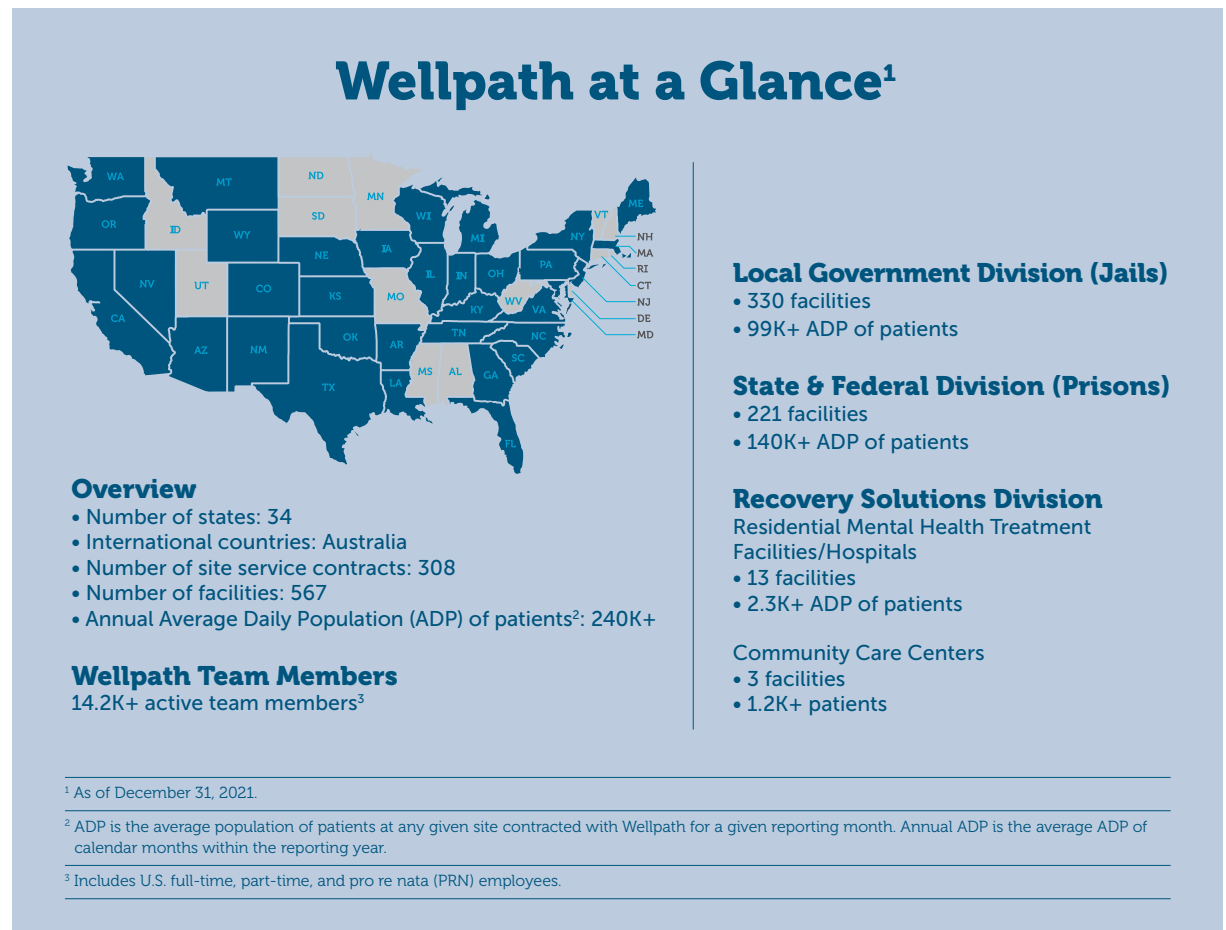 Wellpath at a Glance¹
WA
MT
ND
MN
OR
ID
SD
WI
WY
MI
NY
VT
ME
NH
MA
RI
CT
NJ
DE
MD
IA
NE
PA
NV
UT
CO
IL
IN
OH
CA
KS
MO
WV
VA
KY
AZ
NM
OK
AR
TN
NC
SC
MS
AL
GA
TX
LA
FL
Overview
• Number of states: 34
• International countries: Australia
• Number of site service contracts: 308
• Number of facilities: 567
• Annual Average Daily Population (ADP) of patients²: 240K+
Wellpath Team Members
14.2K+ active team members³
Local Government Division (Jails)
• 330 facilities
• 99K+ ADP of patients
State & Federal Division (Prisons)
• 221 facilities
• 140K+ ADP of patients
Recovery Solutions Division
Residential Mental Health Treatment
Facilities/Hospitals
• 13 facilities
• 2.3K+ ADP of patients
Community Care Centers
• 3 facilities
• 1.2K+ patients
¹ As of December 31, 2021.
² ADP is the average population of patients at any given site contracted with Wellpath for a given reporting month. Annual ADP is the average ADP of
calendar months within the reporting year.
³ Includes U.S. full-time, part-time, and pro re nata (PRN) employees.